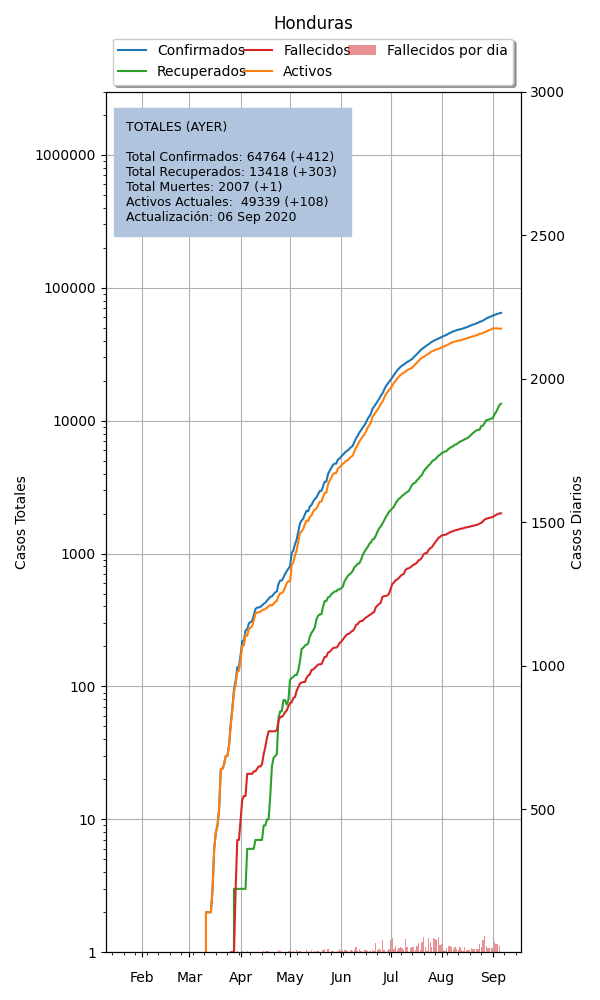 Honduras
Confirmados Fallecidos Fallecidos por dia
Recuperados Activos
TOTALES (AYER)
Total Confirmados: 64764 (+412)
Total Recuperados: 13418 (+303)
Total Muertes: 2007 (+1)
Activos Actuales:  49339 (+108)
Actualización: 06 Sep 2020
Casos Totales
1000000
100000
10000
1000
100
10
1
Casos Diarios
3000
2500
2000
1500
1000
500
Feb Mar Apr May Jun Jul Aug Sep